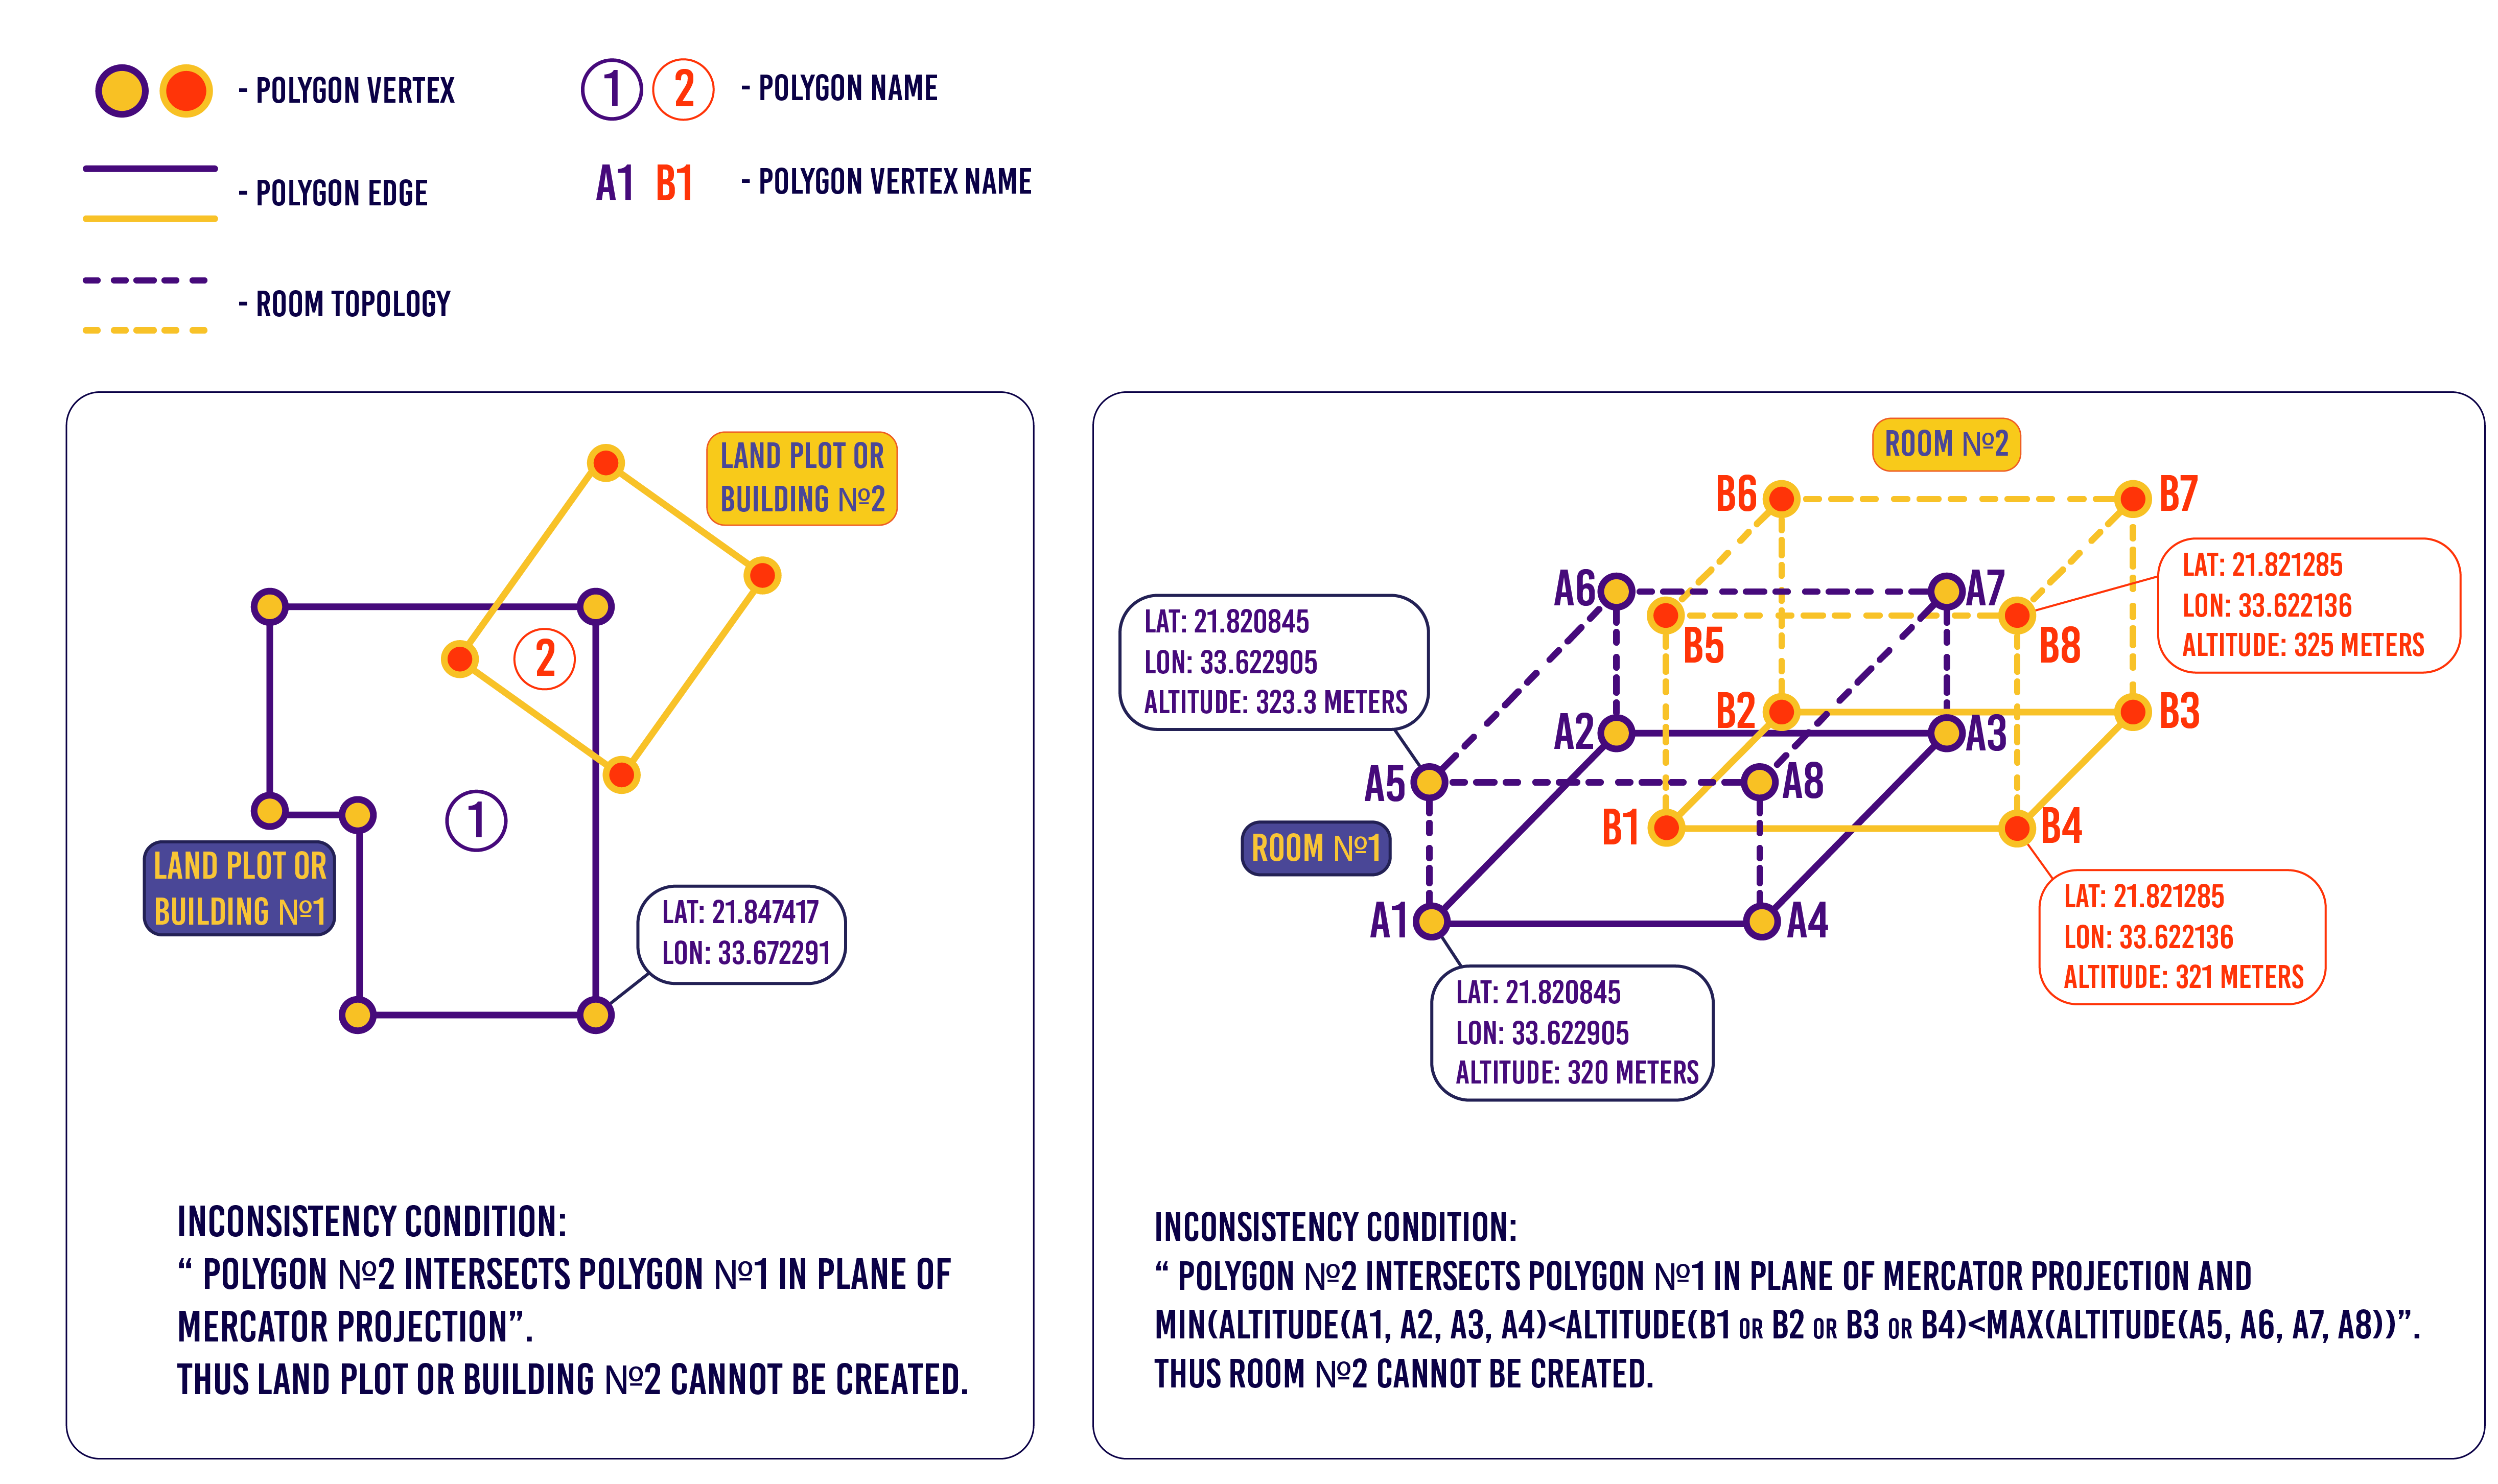 - POLYGON VERTEX
1 2 - POLYGON NAME
- POLYGON EDGE
A1 B1 - POLYGON VERTEX NAME
- ROOM TOPOLOGY
LAND PLOT OR
BUILDING №2
2
1
LAND PLOT OR
BUILDING №1
LAT: 21.847417
LON: 33.672291
INCONSISTENCY CONDITION:
“ POLYGON №2 INTERSECTS POLYGON №1 IN PLANE OF
MERCATOR PROJECTION”.
THUS LAND PLOT OR BUILDING №2 CANNOT BE CREATED.
ROOM №2
B6
B7
LAT: 21.821285
LON: 33.622136
ALTITUDE: 325 METERS
A6
A7
B5
B8
LAT: 21.820845
LON: 33.622905
ALTITUDE: 323.3 METERS
A2
B2
A3
B3
A5
A8
ROOM №1
B1
B4
A1
A4
LAT: 21.821285
LON: 33.622136
ALTITUDE: 321 METERS
LAT: 21.820845
LON: 33.622905
ALTITUDE: 320 METERS
INCONSISTENCY CONDITION:
“ POLYGON №2 INTERSECTS POLYGON №1 IN PLANE OF MERCATOR PROJECTION AND
MIN(ALTITUDE(A1, A2, A3, A4)<ALTITUDE(B1 OR B2 OR B3 OR B4)<MAX(ALTITUDE(A5, A6, A7, A8))”.
THUS ROOM №2 CANNOT BE CREATED.